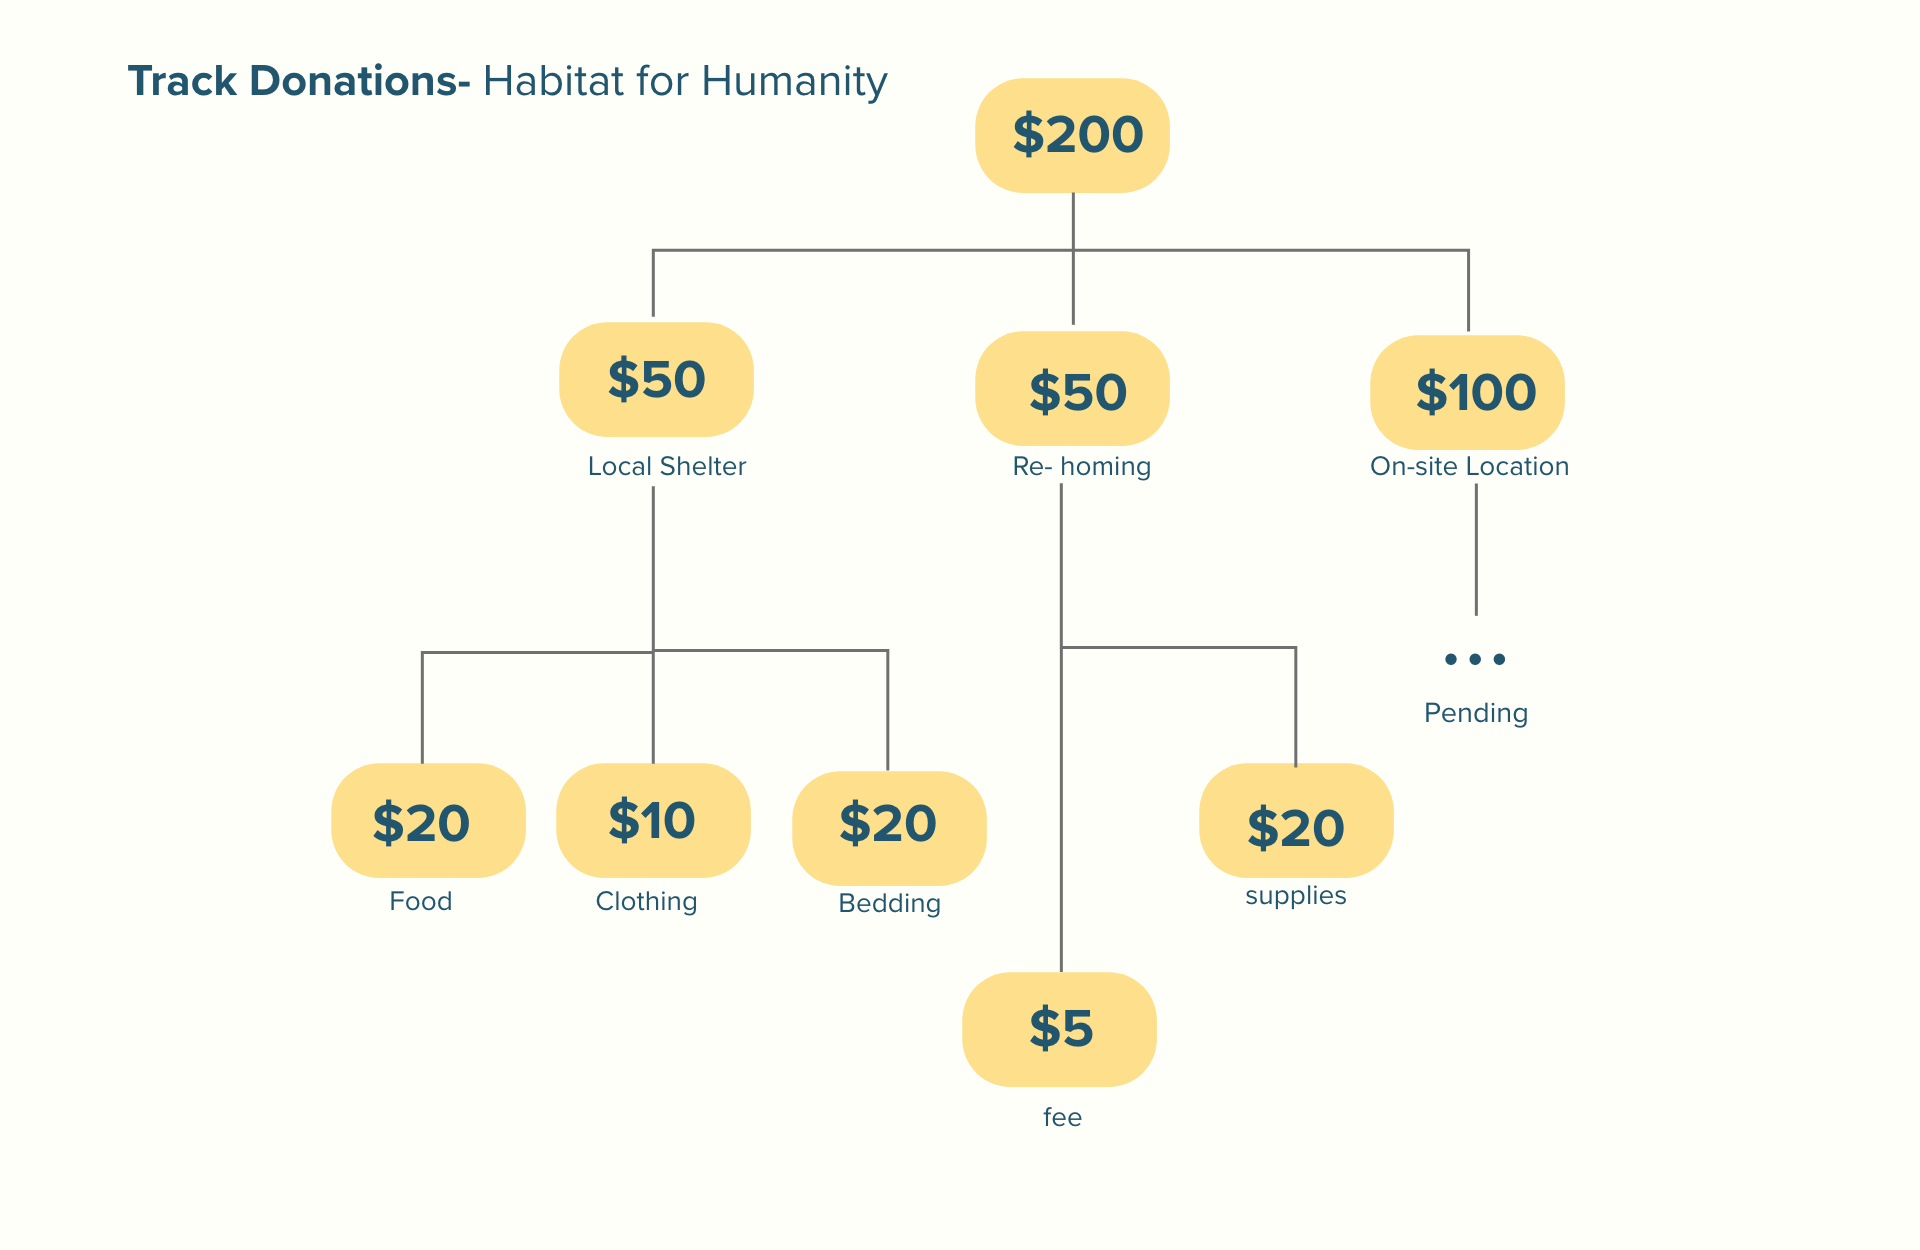 Track Donations- Habitat for Humanity
$200
$50
$50
$100
Local Shelter
Re- homing
On-site Location
Pending
$20
$10
$20
$20
Food
Clothing
Bedding
supplies
$5
fee